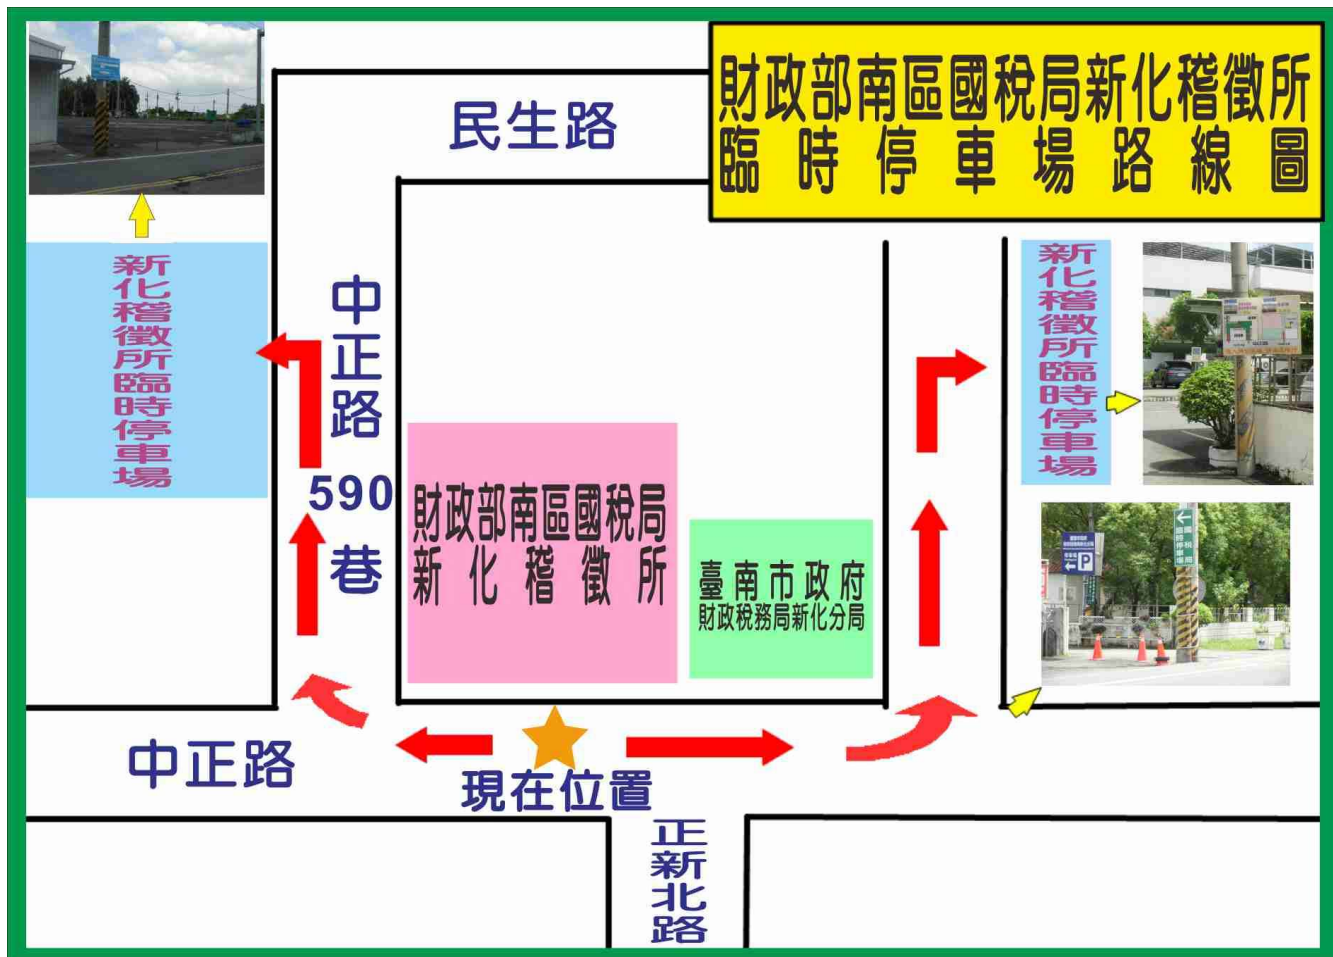 財政部南區國稅局新化稽徵所
臨時停車場路線圖
民生路
新化稽徵所臨時停車場
中正路590巷
新化稽徵所臨時停車場
財政部南區國稅局
新化稽徵所
臺南市政府
財政稅務局新化分局
P
中正路
現在位置
正新北路